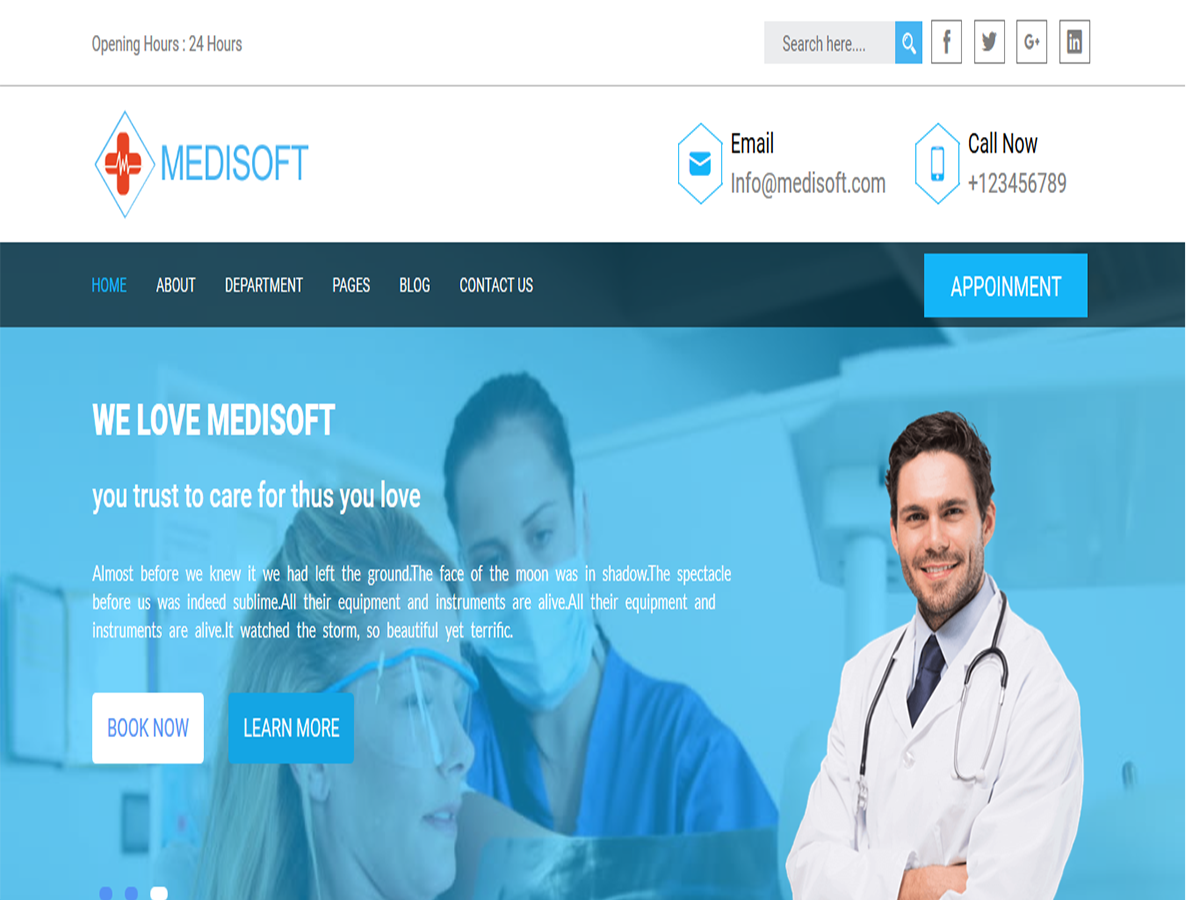 Opening Hours : 24 Hours
Search here....
f
G+
in
MEDISOFT
Email
Info@medisoft.com
Call Now
+123456789
HOME ABOUT DEPARTMENT PAGES BLOG CONTACT US
APPOINMENT
WE LOVE MEDISOFT
you trust to care for thus you love
Almost before we knew it we had left the ground.The face of the moon was in shadow.The spectacle
before us was indeed sublime.All their equipment and instruments are alive.All their equipment and
instruments are alive.It watched the storm, so beautiful yet terrific.
BOOK NOW
LEARN MORE